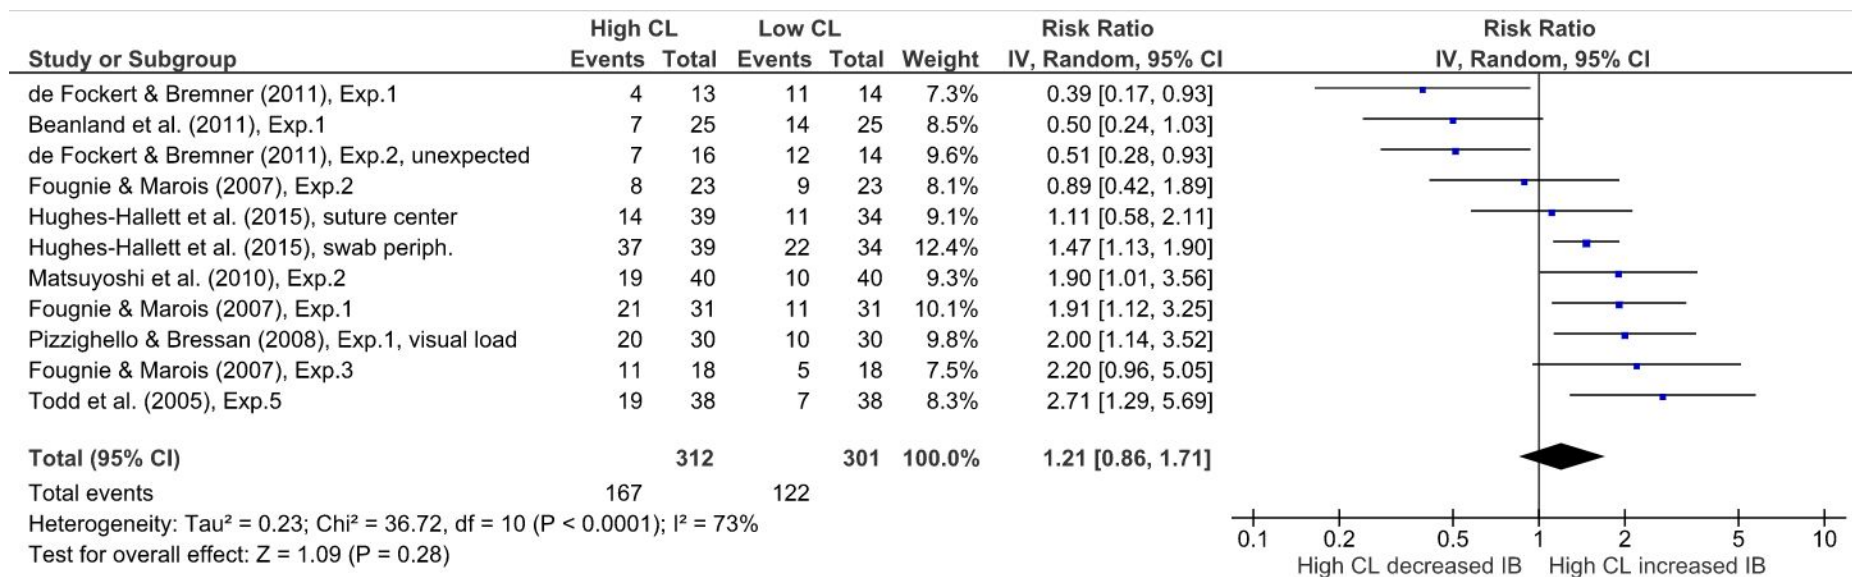 High CL Low CL Risk Ratio Risk Ratio
Study or Subgroup Events Total Events Total Weight IV, Random, 95% CI IV, Random, 95% CI
de Fockert & Bremner (2011), Exp.1 4 13 11 14 7.3% 0.39 [0.17, 0.93]
Beanland et al. (2011), Exp.1 7 25 14 25 8.5% 0.50 [0.24, 1.03]
de Fockert & Bremner (2011), Exp.2, unexpected 7 16 12 14 9.6% 0.51 [0.28, 0.93]
Fougnie & Marois (2007), Exp.2 8 23 9 23 8.1% 0.89 [0.42, 1.89]
Hughes-Hallett et al. (2015), suture center 14 39 11 34 9.1% 1.11 [0.58, 2.11]
Hughes-Hallett et al. (2015), swab periph. 37 39 22 34 12.4% 1.47 [1.13, 1.90]
Matsuyoshi et al. (2010), Exp.2 19 40 10 40 9.3% 1.90 [1.01, 3.56]
Fougnie & Marois (2007), Exp.1 21 31 11 31 10.1% 1.91 [1.12, 3.25]
Pizzighello & Bressan (2008), Exp.1, visual load 20 30 10 30 9.8% 2.00 [1.14, 3.52]
Fougnie & Marois (2007), Exp.3 11 18 5 18 7.5% 2.20 [0.96, 5.05]
Todd et al. (2005), Exp.5 19 38 7 38 8.3% 2.71 [1.29, 5.69]
Total (95% CI) 312 301 100.0% 1.21 [0.86, 1.71]
Total events 167 122
Heterogeneity: Tau² = 0.23; Chi² = 36.72, df = 10 (P < 0.0001); I² = 73%
Test for overall effect: Z = 1.09 (P = 0.28)
0.1 0.2 0.5 1 2 5 10
High CL decreased IB High CL increased IB